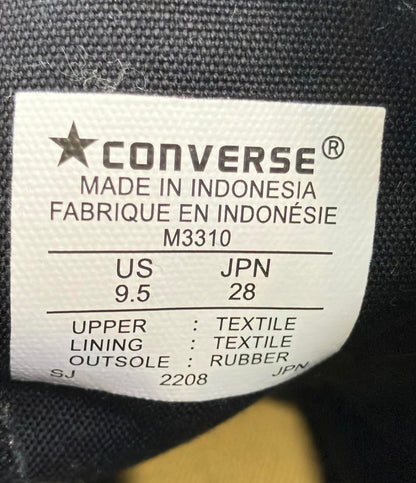 ★CONVERSE®
MADE IN INDONESIA
FABRIQUE EN INDONÉSIE
M3310
US JPN
9.5 28
UPPER : TEXTILE
LINING : TEXTILE
OUTSOLE : RUBBER
SJ 2208 JPN